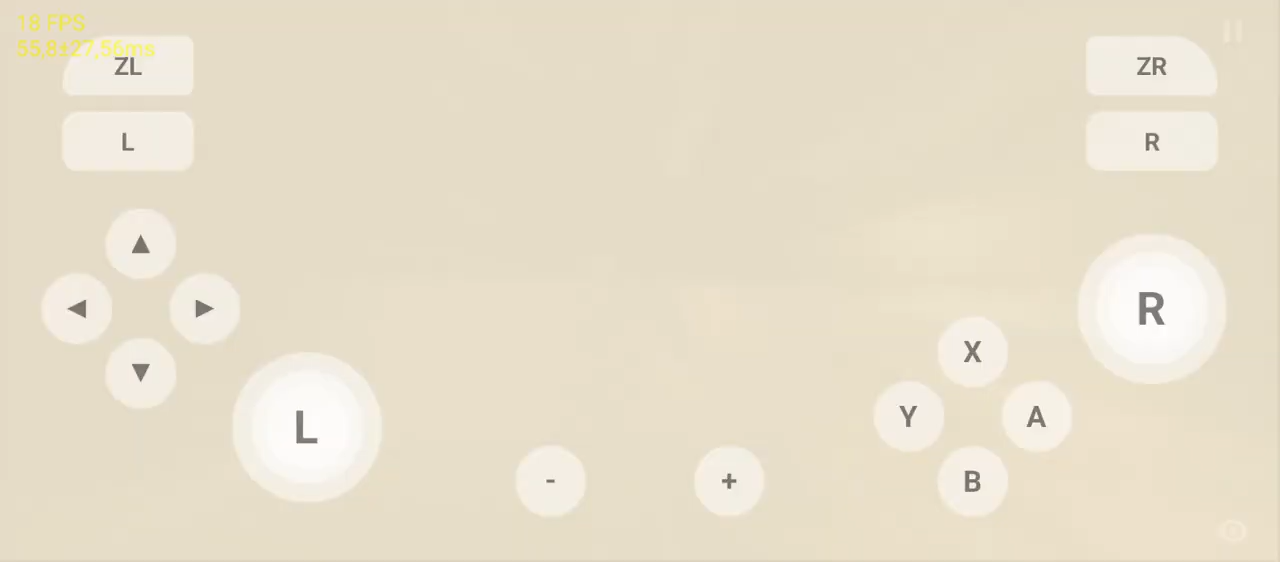 18 FPS
55,8±27,56ms
ZL
ZR
L
R
▲
◀ ▶
▼
R
X
Y A
B
L
- +